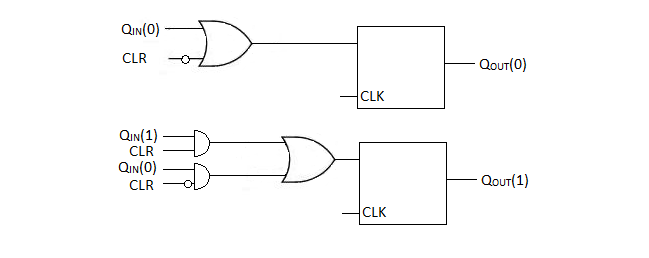 QIN(0)
CLR
QOUT(0)
CLK
QIN(1)
CLR
QIN(0)
CLR
QOUT(1)
CLK